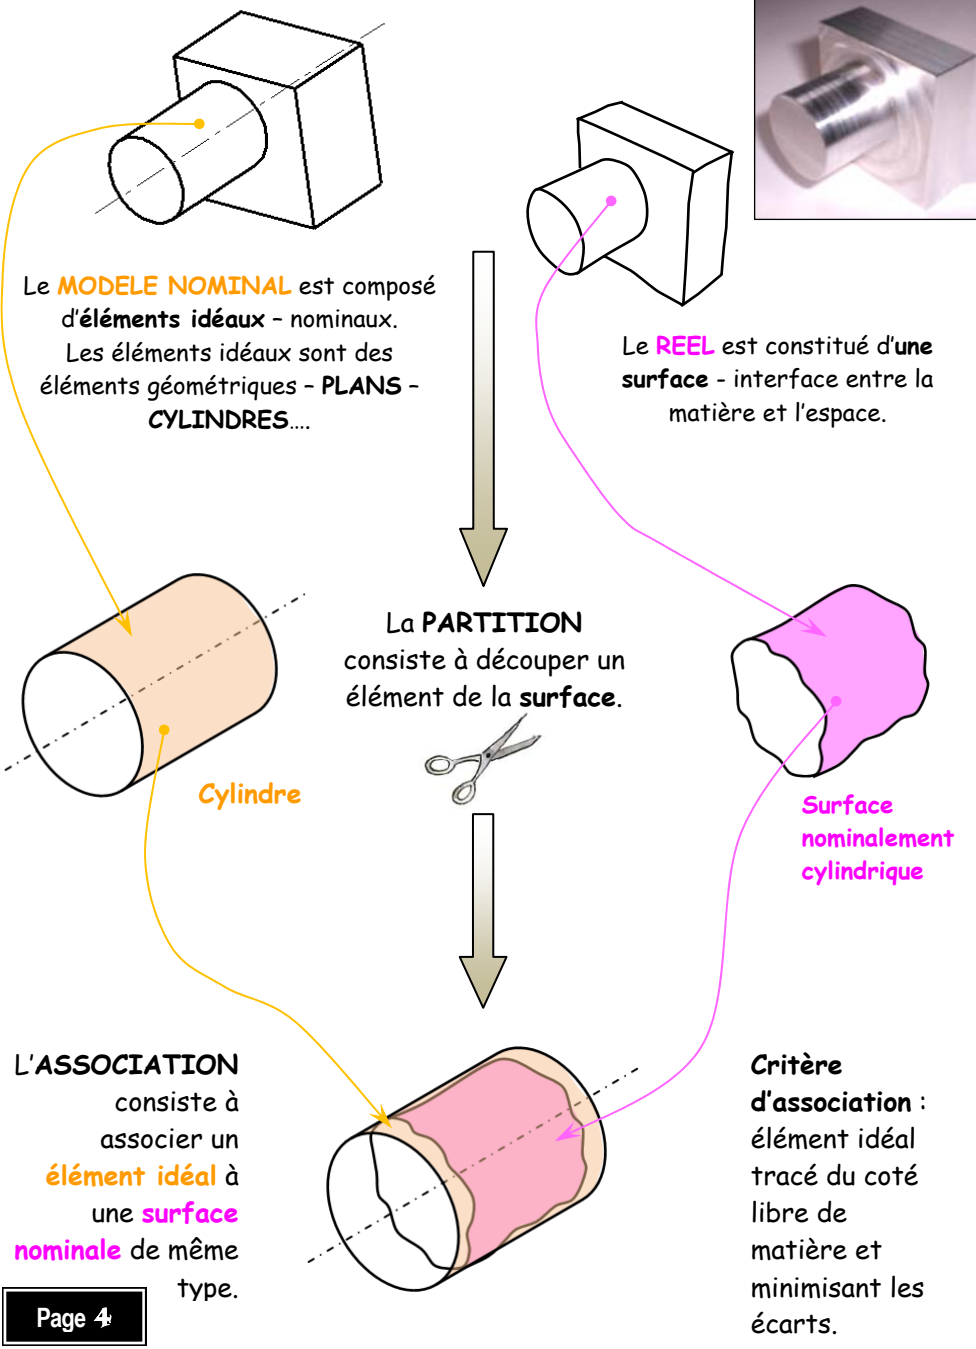 Le MODELE NOMINAL est composé
d'éléments idéaux – nominaux.
Les éléments idéaux sont des
éléments géométriques – PLANS –
CYLINDRES….
Le REEL est constitué d'une
surface - interface entre la
matière et l'espace.
La PARTITION
consiste à découper un
élément de la surface.
Cylindre
Surface
nominalement
cylindrique
L'ASSOCIATION
consiste à
associer un
élément idéal à
une surface
nominale de même
type.
Critère
d'association :
élément idéal
tracé du coté
libre de
matière et
minimisant les
écarts.
Page 4